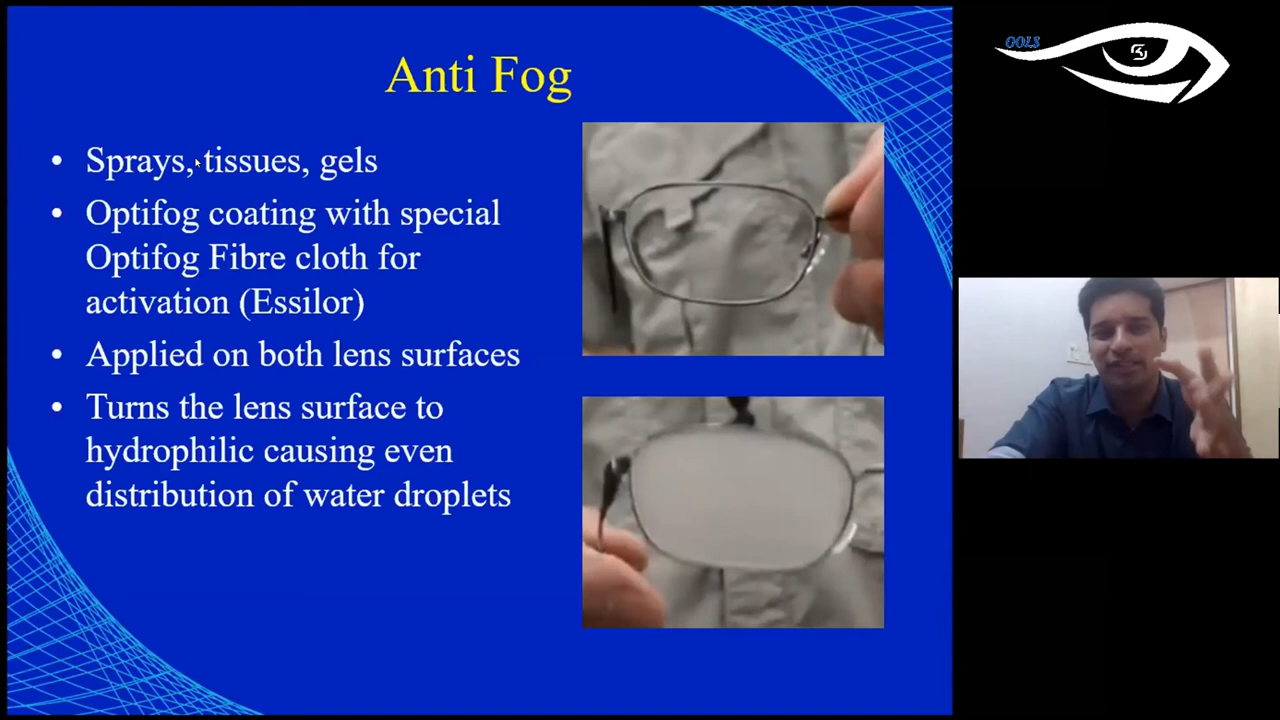 Anti Fog
• Sprays, tissues, gels
• Optifog coating with special
Optifog Fibre cloth for
activation (Essilor)
• Applied on both lens surfaces
• Turns the lens surface to
hydrophilic causing even
distribution of water droplets
OOLS